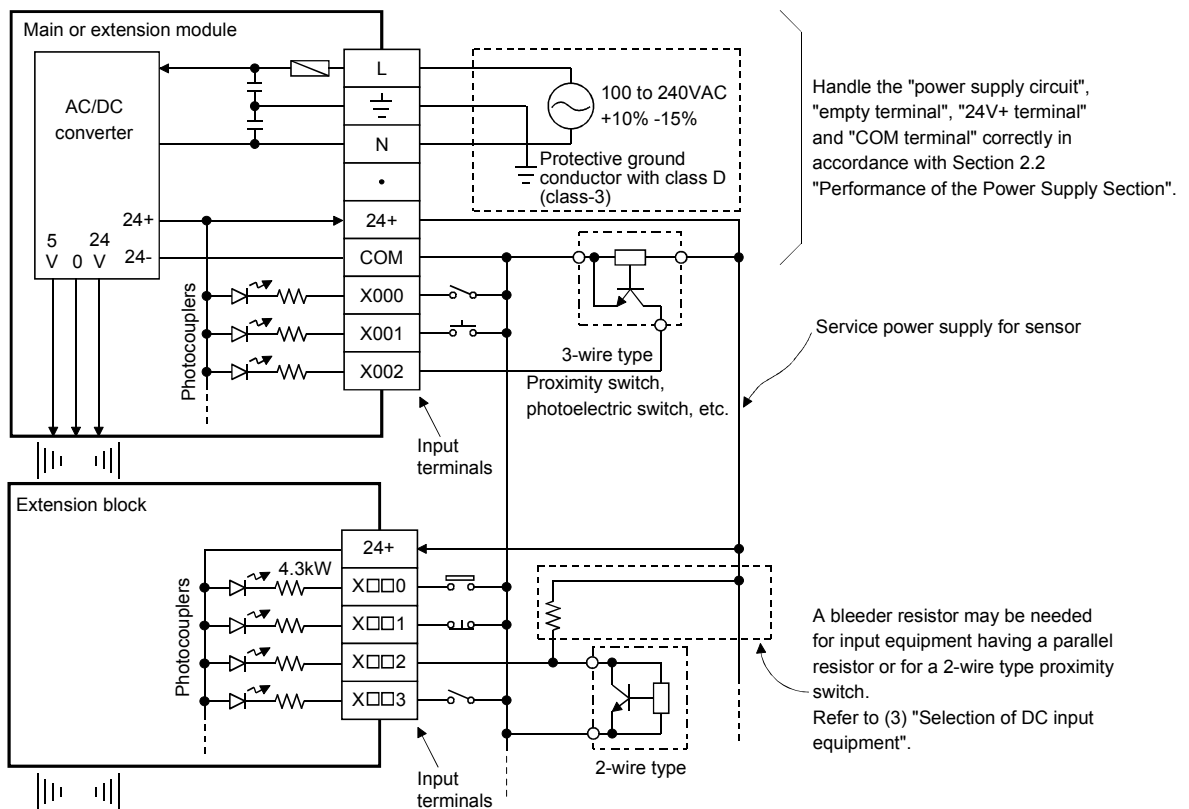 Main or extension module
AC/DC
converter
24+
24-
5
V
0
24
V
Photocouplers
L
N
•
24+
COM
X000
X001
X002
100 to 240VAC
+10% -15%
Protective ground
conductor with class D
(class-3)
Handle the "power supply circuit",
"empty terminal", "24V+ terminal"
and "COM terminal" correctly in
accordance with Section 2.2
"Performance of the Power Supply Section".
3-wire type
Proximity switch,
photoelectric switch, etc.
Service power supply for sensor
Input
terminals
Extension block
Photocouplers
4.3kW
24+
X□□0
X□□1
X□□2
X□□3
2-wire type
A bleeder resistor may be needed
for input equipment having a parallel
resistor or for a 2-wire type proximity
switch.
Refer to (3) "Selection of DC input
equipment".
Input
terminals